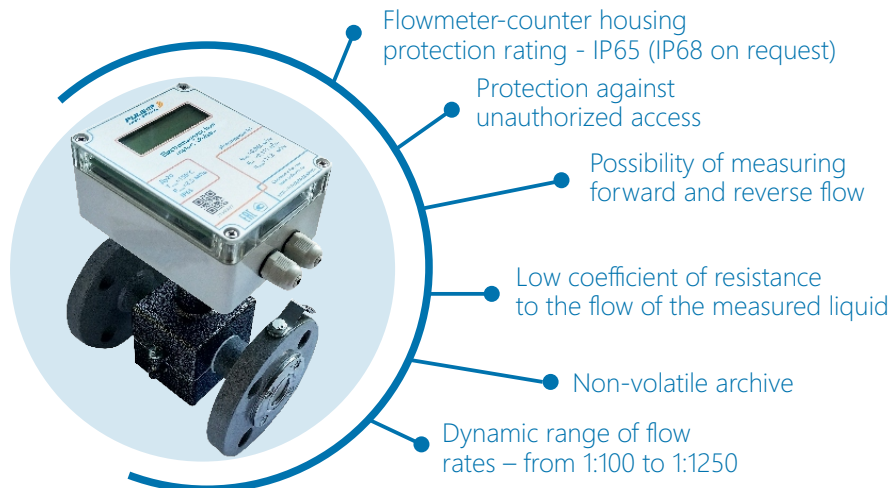 Flowmeter-counter housing
protection rating - IP65 (IP68 on request)
Protection against
unauthorized access
Possibility of measuring
forward and reverse flow
Low coefficient of resistance
to the flow of the measured liquid
Non-volatile archive
Dynamic range of flow
rates – from 1:100 to 1:1250
IP65